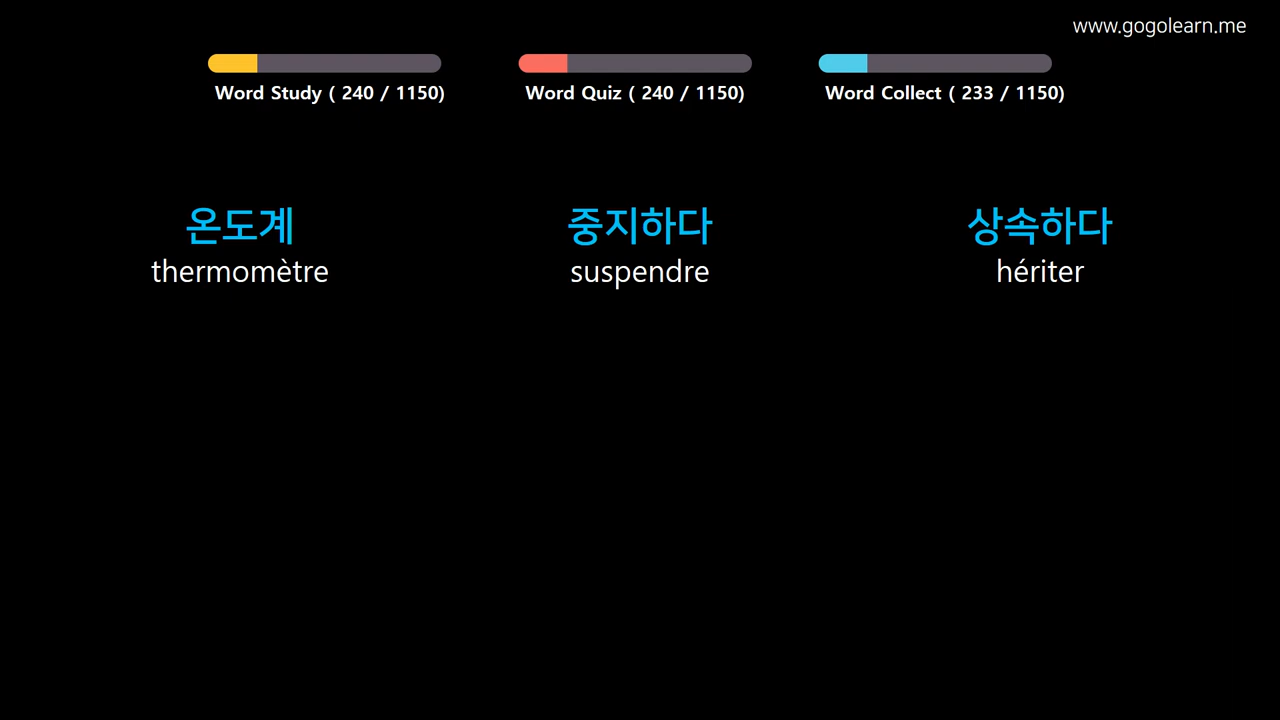 www.gogolearn.me
Word Study ( 240 / 1150)
Word Quiz ( 240 / 1150)
Word Collect ( 233 / 1150)
온도계
thermomètre
중지하다
suspendre
상속하다
hériter